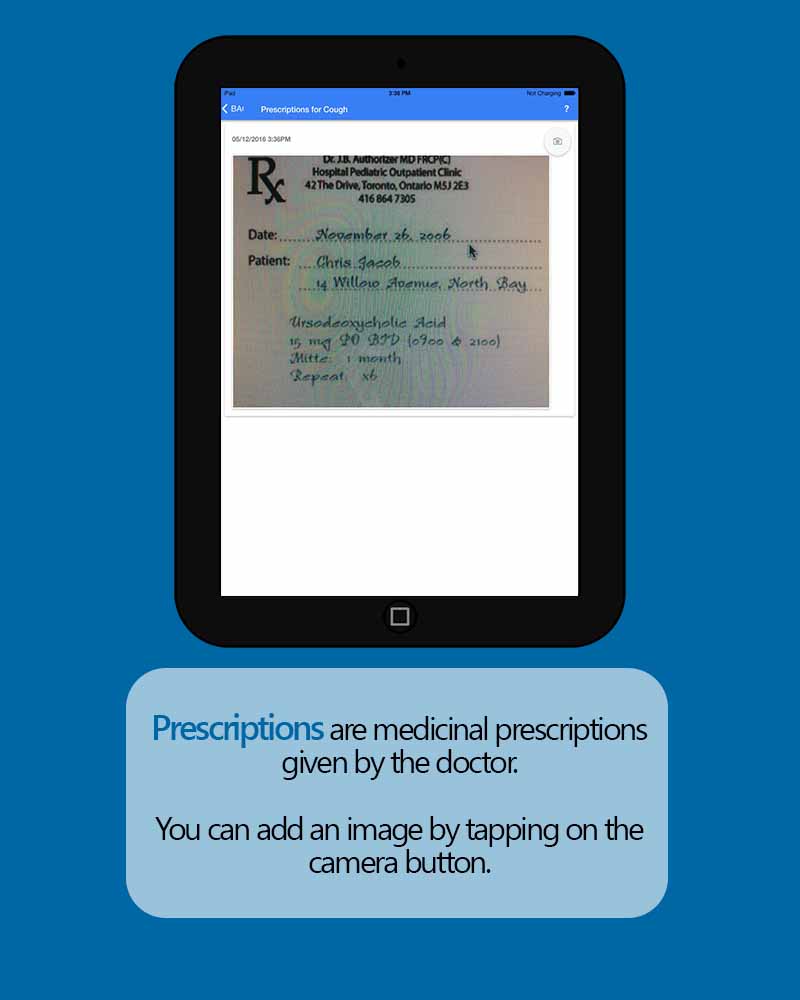 iPad 3:36 PM Not Charging
BA
Prescriptions for Cough ?
05/12/2016 3:36PM
Rx
Dr. J.B. Authorizer MD FRCP(C)
Hospital Pediatric Outpatient Clinic
42 The Drive, Toronto, Ontario M5J 2E3
416 864 7305
Date: November 26, 2006
Patient: Chris Jacob
14 Willow Avenue, North Bay
Ursodeoxycholic Acid
15 mg PO BID (0900 & 2100)
Mitte: 1 month
Repeat: x6
Prescriptions are medicinal prescriptions
given by the doctor.
You can add an image by tapping on the
camera button.